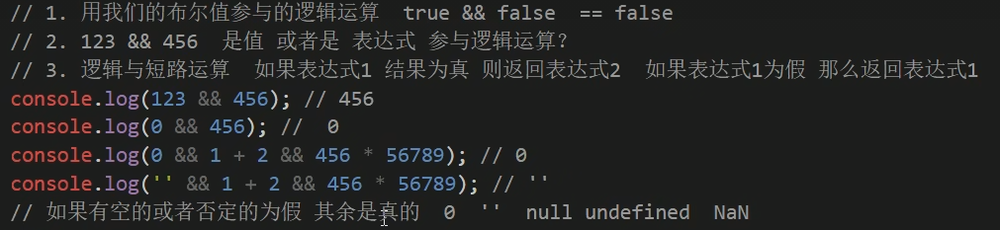 // 1. 用我们的布尔值参与的逻辑运算  true && false  == false
// 2. 123 && 456  是值 或者是 表达式 参与逻辑运算？
// 3. 逻辑与短路运算  如果表达式1 结果为真 则返回表达式2  如果表达式1为假 那么返回表达式1
console.log(123 && 456); // 456
console.log(0 && 456); //  0
console.log(0 && 1 + 2 && 456 * 56789); // 0
console.log('' && 1 + 2 && 456 * 56789); // ''
// 如果有空的或者否定的为假 其余是真的  0  ''  null undefined  NaN